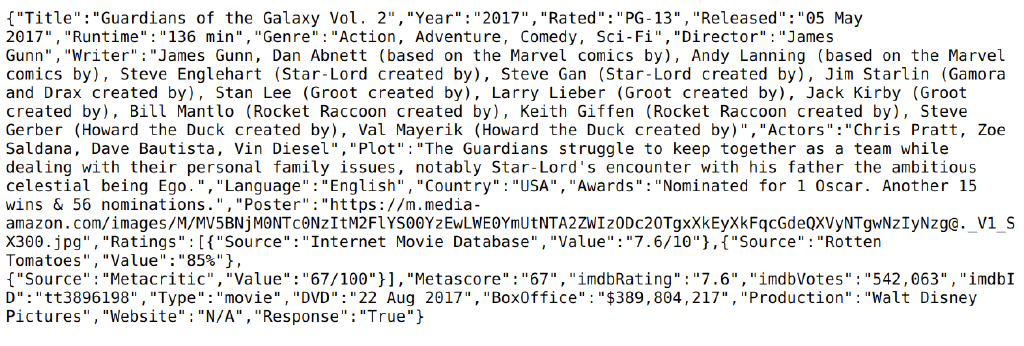 {"Title":"Guardians of the Galaxy Vol. 2","Year":"2017","Rated":"PG-13","Released":"05 May
2017","Runtime":"136 min","Genre":"Action, Adventure, Comedy, Sci-Fi","Director":"James
Gunn","Writer":"James Gunn, Dan Abnett (based on the Marvel comics by), Andy Lanning (based on the Marvel
comics by), Steve Englehart (Star-Lord created by), Steve Gan (Star-Lord created by), Jim Starlin (Gamora
and Drax created by), Stan Lee (Groot created by), Larry Lieber (Groot created by), Jack Kirby (Groot
created by), Bill Mantlo (Rocket Raccoon created by), Keith Giffen (Rocket Raccoon created by), Steve
Gerber (Howard the Duck created by), Val Mayerik (Howard the Duck created by)","Actors":"Chris Pratt, Zoe
Saldana, Dave Bautista, Vin Diesel","Plot":"The Guardians struggle to keep together as a team while
dealing with their personal family issues, notably Star-Lord's encounter with his father the ambitious
celestial being Ego.","Language":"English","Country":"USA","Awards":"Nominated for 1 Oscar. Another 15
wins & 56 nominations.","Poster":"https://m.media-
amazon.com/images/M/MV5BNjM0NTc0NzItM2FlYS00YzEwLWE0YmUtNTA2ZWIzODc2OTgxXkEyXkFqcGdeQXVyNTgwNzIyNzg@._V1_S
X300.jpg","Ratings":[{"Source":"Internet Movie Database","Value":"7.6/10"},{"Source":"Rotten
Tomatoes","Value":"85%"},
{"Source":"Metacritic","Value":"67/100"}],"Metascore":"67","imdbRating":"7.6","imdbVotes":"542,063","imdbI
D":"tt3896198","Type":"movie","DVD":"22 Aug 2017","BoxOffice":"$389,804,217","Production":"Walt Disney
Pictures","Website":"N/A","Response":"True"}